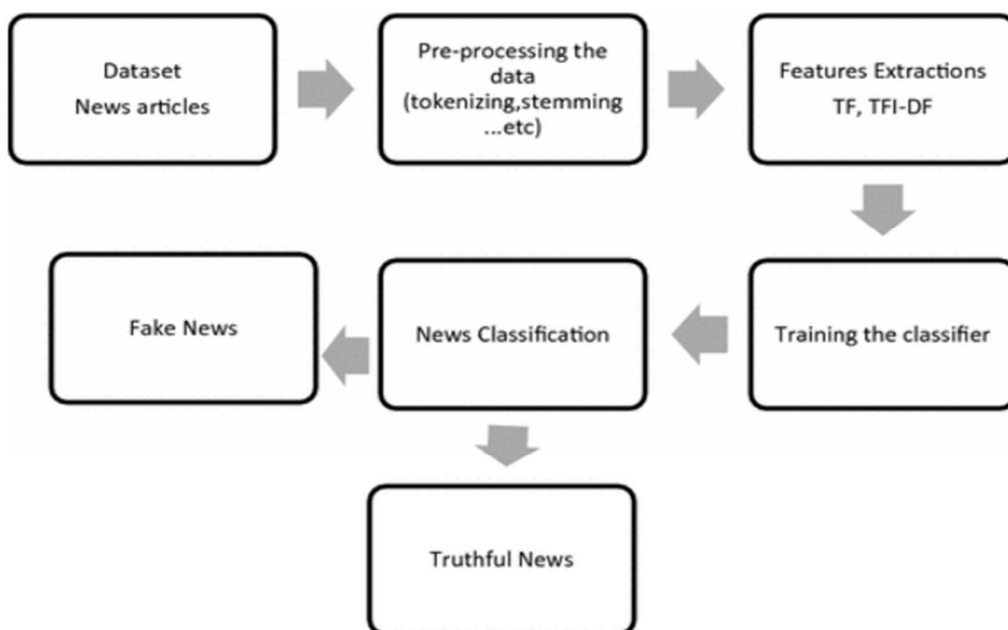 Dataset
News articles
Pre-processing the
data
(tokenizing,stemming
...etc)
Features Extractions
TF, TFI-DF
Training the classifier
News Classification
Fake News
Truthful News